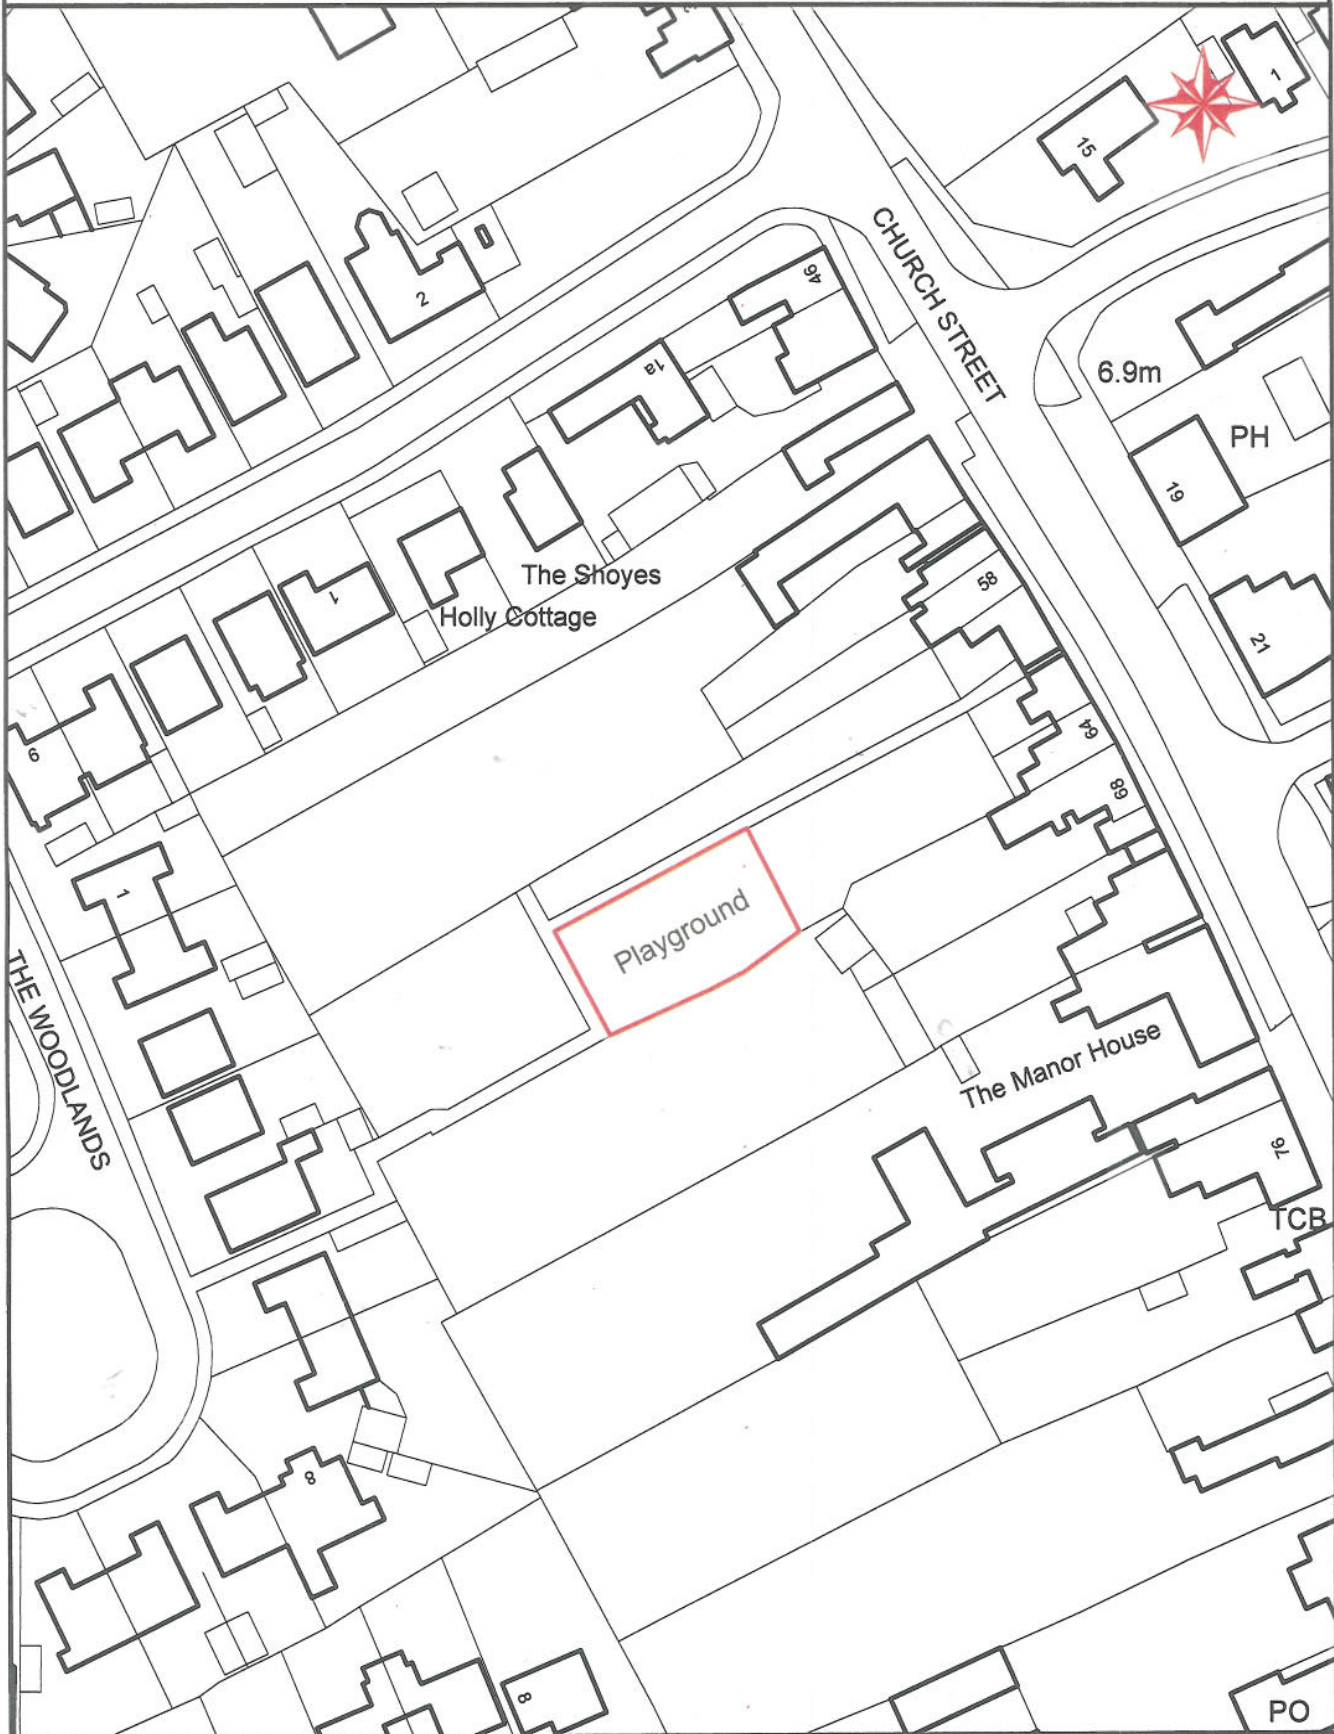 1
15
CHURCH STREET
2
46
1a
6.9m
PH
19
The Shoyes
Holly Cottage
1
58
21
9
64
68
1
Playground
THE WOODLANDS
The Manor House
76
TCB
8
8
PO